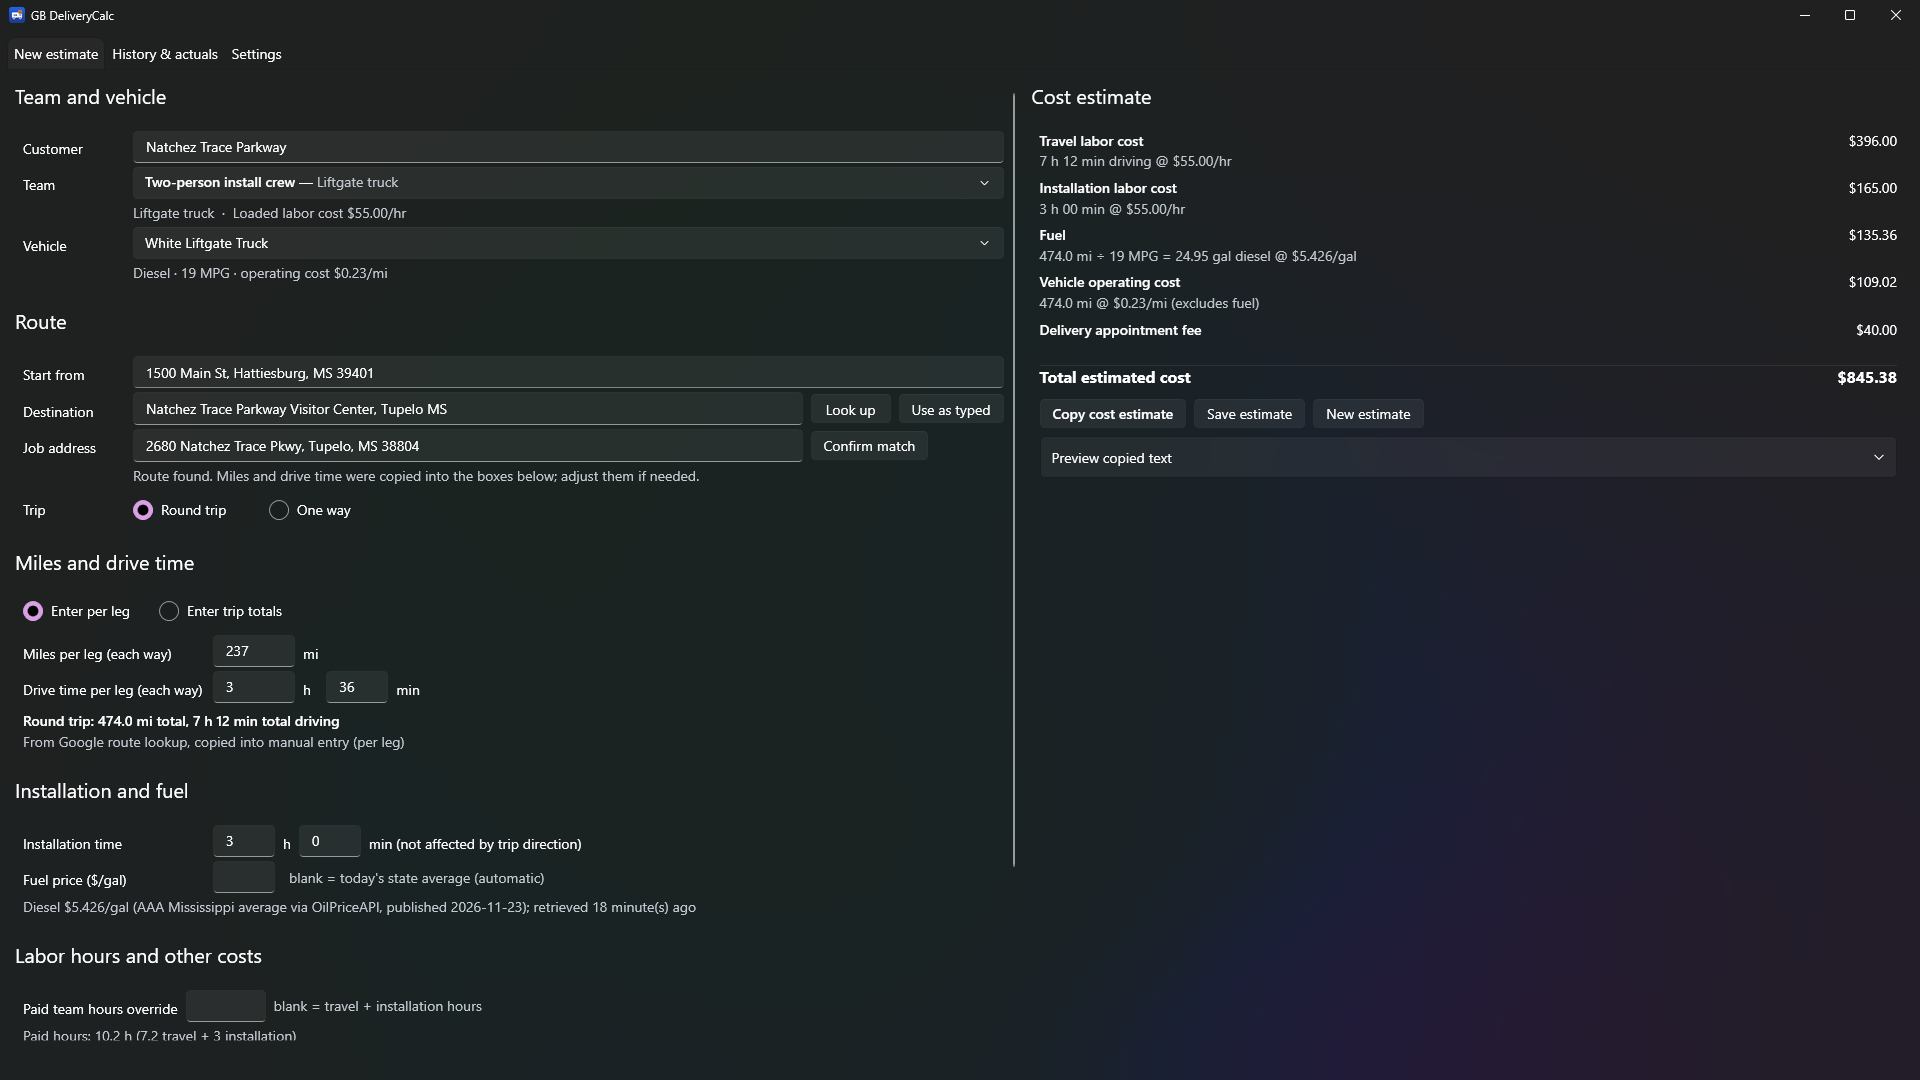 GB DeliveryCalc
New estimate History & actuals Settings
Team and vehicle
Customer Natchez Trace Parkway
Team Two-person install crew — Liftgate truck
Liftgate truck · Loaded labor cost $55.00/hr
Vehicle White Liftgate Truck
Diesel · 19 MPG · operating cost $0.23/mi
Route
Start from 1500 Main St, Hattiesburg, MS 39401
Destination Natchez Trace Parkway Visitor Center, Tupelo MS Look up Use as typed
Job address 2680 Natchez Trace Pkwy, Tupelo, MS 38804 Confirm match
Route found. Miles and drive time were copied into the boxes below; adjust them if needed.
Trip Round trip One way
Miles and drive time
Enter per leg Enter trip totals
Miles per leg (each way) 237 mi
Drive time per leg (each way) 3 h 36 min
Round trip: 474.0 mi total, 7 h 12 min total driving
From Google route lookup, copied into manual entry (per leg)
Installation and fuel
Installation time 3 h 0 min (not affected by trip direction)
Fuel price ($/gal) blank = today's state average (automatic)
Diesel $5.426/gal (AAA Mississippi average via OilPriceAPI, published 2026-11-23); retrieved 18 minute(s) ago
Labor hours and other costs
Paid team hours override blank = travel + installation hours
Paid hours: 10.2 h (7.2 travel + 3 installation)
Cost estimate
Travel labor cost $396.00
7 h 12 min driving @ $55.00/hr
Installation labor cost $165.00
3 h 00 min @ $55.00/hr
Fuel $135.36
474.0 mi ÷ 19 MPG = 24.95 gal diesel @ $5.426/gal
Vehicle operating cost $109.02
474.0 mi @ $0.23/mi (excludes fuel)
Delivery appointment fee $40.00
Total estimated cost $845.38
Copy cost estimate Save estimate New estimate
Preview copied text